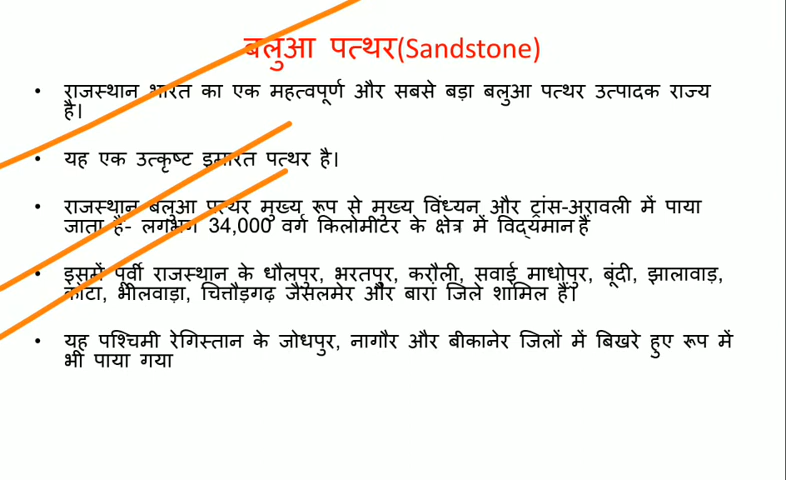 बलुआ पत्थर(Sandstone)
• राजस्थान भारत का एक महत्वपूर्ण और सबसे बड़ा बलुआ पत्थर उत्पादक राज्य
है।
• यह एक उत्कृष्ट इमारत पत्थर है।
• राजस्थान बलुआ पत्थर मुख्य रूप से मुख्य विंध्यन और ट्रांस-अरावली में पाया
जाता है- लगभग 34,000 वर्ग किलोमीटर के क्षेत्र में विद्यमान हैं
• इसमें पूर्वी राजस्थान के धौलपुर, भरतपुर, करौली, सवाई माधोपुर, बूंदी, झालावाड़,
कोटा, भीलवाड़ा, चित्तौड़गढ़ जैसलमेर और बारां जिले शामिल हैं।
• यह पश्चिमी रेगिस्तान के जोधपुर, नागौर और बीकानेर जिलों में बिखरे हुए रूप में
भी पाया गया